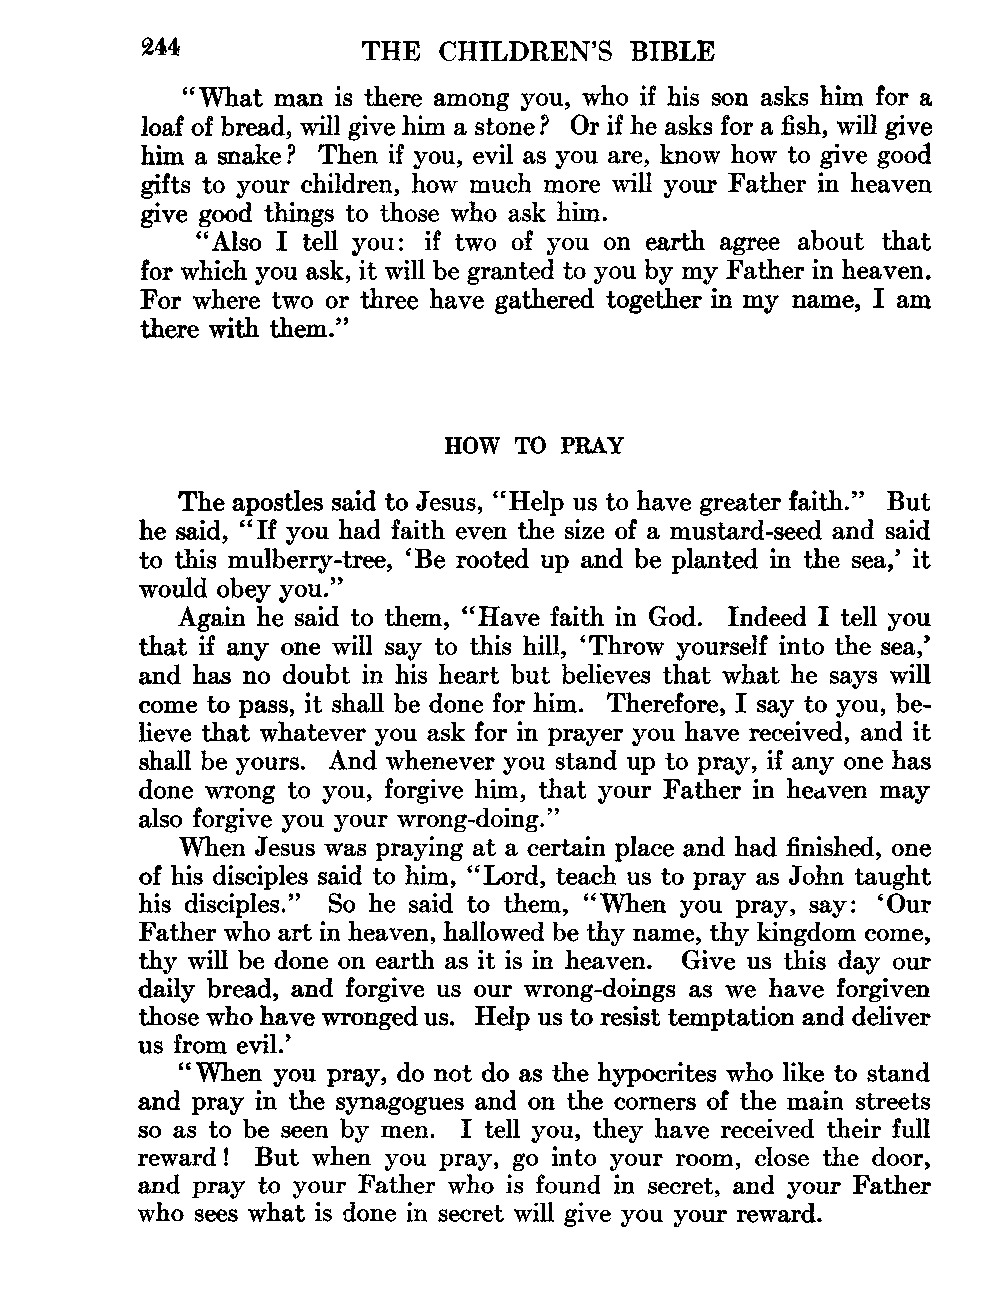 244 THE CHILDREN'S BIBLE
"What man is there among you, who if his son asks him for a
loaf of bread, will give him a stone? Or if he asks for a fish, will give
him a snake? Then if you, evil as you are, know how to give good
gifts to your children, how much more will your Father in heaven
give good things to those who ask him.
"Also I tell you: if two of you on earth agree about that
for which you ask, it will be granted to you by my Father in heaven.
For where two or three have gathered together in my name, I am
there with them."
HOW TO PRAY
The apostles said to Jesus, "Help us to have greater faith." But
he said, "If you had faith even the size of a mustard-seed and said
to this mulberry-tree, 'Be rooted up and be planted in the sea,' it
would obey you."
Again he said to them, "Have faith in God. Indeed I tell you
that if any one will say to this hill, 'Throw yourself into the sea,'
and has no doubt in his heart but believes that what he says will
come to pass, it shall be done for him. Therefore, I say to you, be-
lieve that whatever you ask for in prayer you have received, and it
shall be yours. And whenever you stand up to pray, if any one has
done wrong to you, forgive him, that your Father in heaven may
also forgive you your wrong-doing."
When Jesus was praying at a certain place and had finished, one
of his disciples said to him, "Lord, teach us to pray as John taught
his disciples." So he said to them, "When you pray, say: 'Our
Father who art in heaven, hallowed be thy name, thy kingdom come,
thy will be done on earth as it is in heaven. Give us this day our
daily bread, and forgive us our wrong-doings as we have forgiven
those who have wronged us. Help us to resist temptation and deliver
us from evil.'
"When you pray, do not do as the hypocrites who like to stand
and pray in the synagogues and on the corners of the main streets
so as to be seen by men. I tell you, they have received their full
reward! But when you pray, go into your room, close the door,
and pray to your Father who is found in secret, and your Father
who sees what is done in secret will give you your reward.